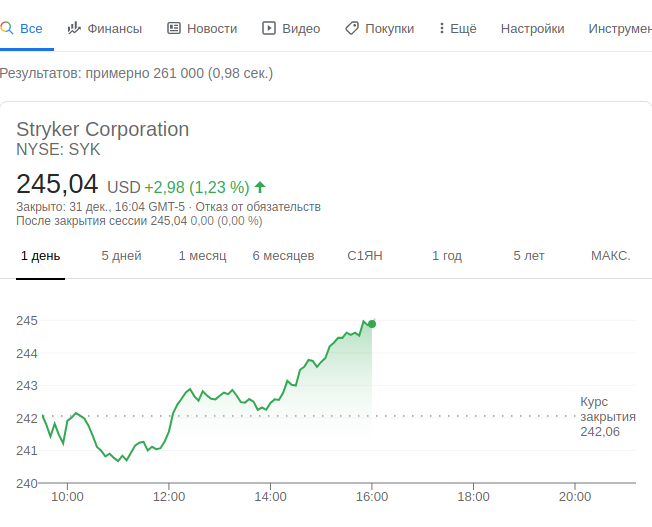 Все Финансы Новости Видео Покупки Ещё Настройки Инструмен
Результатов: примерно 261 000 (0,98 сек.)
Stryker Corporation
NYSE: SYK
245,04 USD +2,98 (1,23 %)
Закрыто: 31 дек., 16:04 GMT-5 · Отказ от обязательств
После закрытия сессии 245,04 0,00 (0,00 %)
1 день 5 дней 1 месяц 6 месяцев С1ЯН 1 год 5 лет МАКС.
245
244
243
242
241
240
Курс
закрытия
242,06
10:00 12:00 14:00 16:00 18:00 20:00